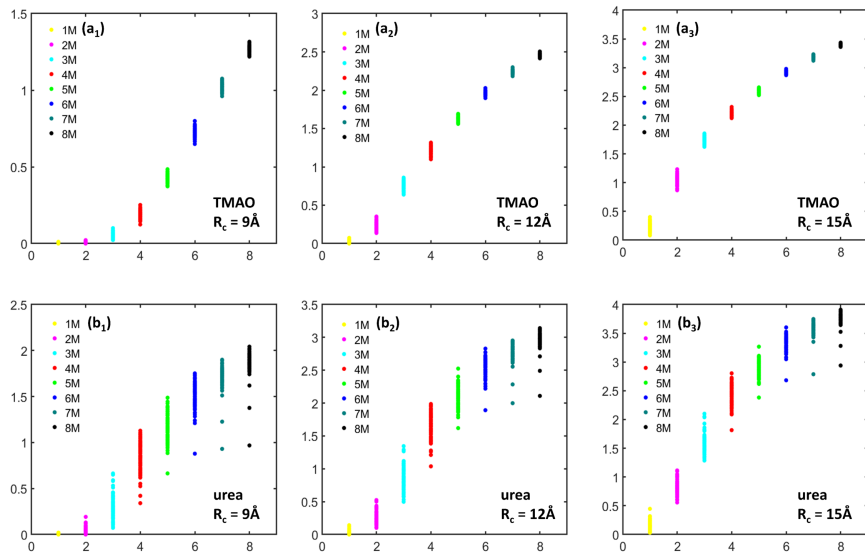 (a1)
1M
2M
3M
4M
5M
6M
7M
8M
TMAO
Rc = 9Å
1.5
1
0.5
0
0 2 4 6 8
(a2)
1M
2M
3M
4M
5M
6M
7M
8M
TMAO
Rc = 12Å
3
2.5
2
1.5
1
0.5
0
0 2 4 6 8
(a3)
1M
2M
3M
4M
5M
6M
7M
8M
TMAO
Rc = 15Å
4
3.5
3
2.5
2
1.5
1
0.5
0
0 2 4 6 8
(b1)
1M
2M
3M
4M
5M
6M
7M
8M
urea
Rc = 9Å
2.5
2
1.5
1
0.5
0
0 2 4 6 8
(b2)
1M
2M
3M
4M
5M
6M
7M
8M
urea
Rc = 12Å
3.5
3
2.5
2
1.5
1
0.5
0
0 2 4 6 8
(b3)
1M
2M
3M
4M
5M
6M
7M
8M
urea
Rc = 15Å
4
3.5
3
2.5
2
1.5
1
0.5
0
0 2 4 6 8